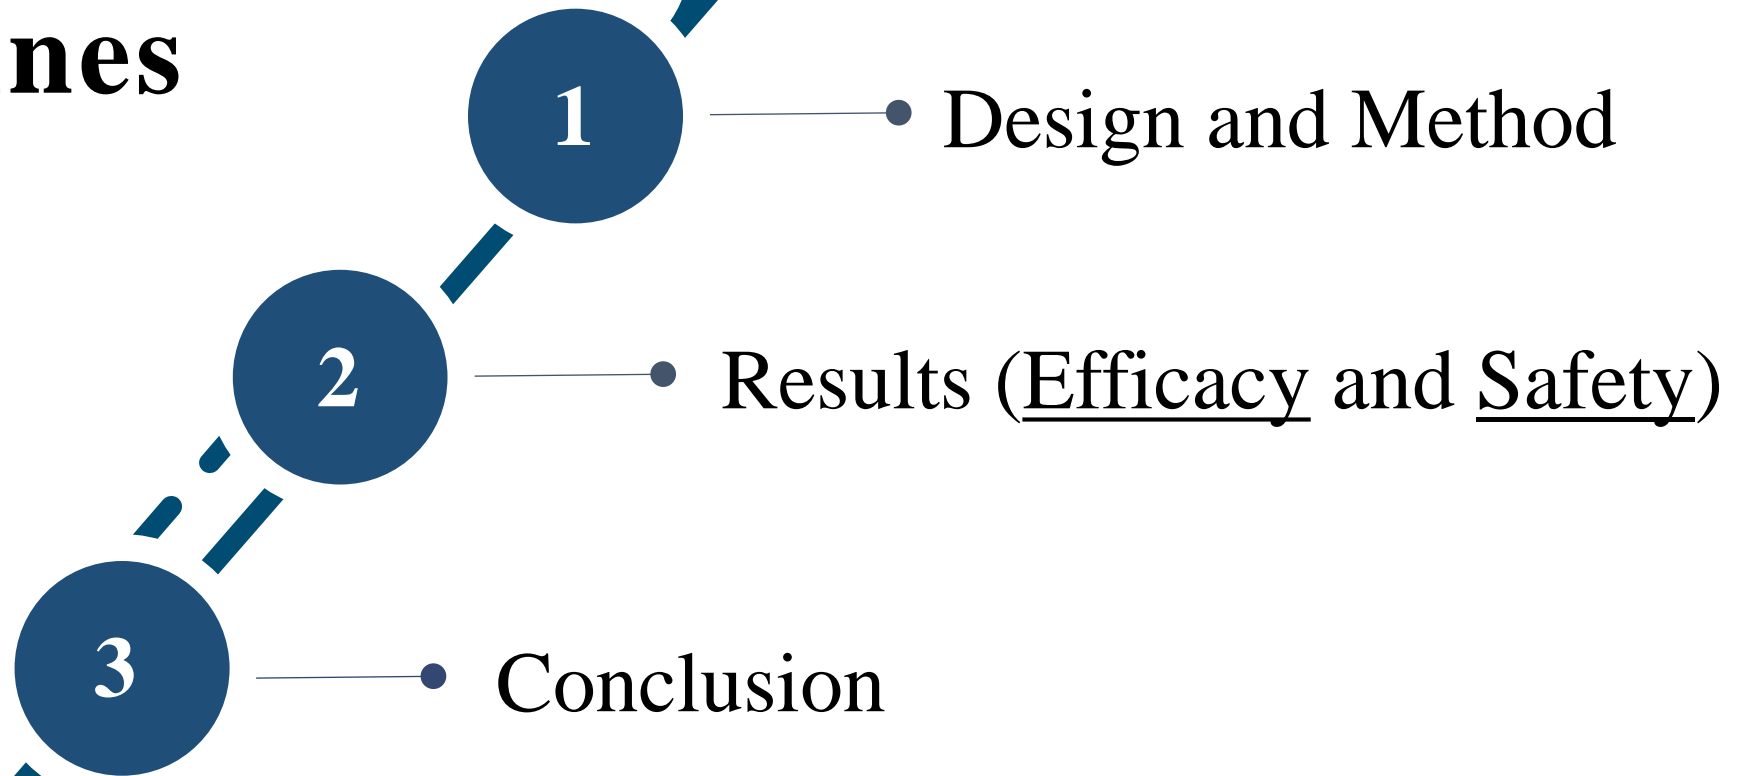 nes
1
Design and Method
2
Results (Efficacy and Safety)
3
Conclusion